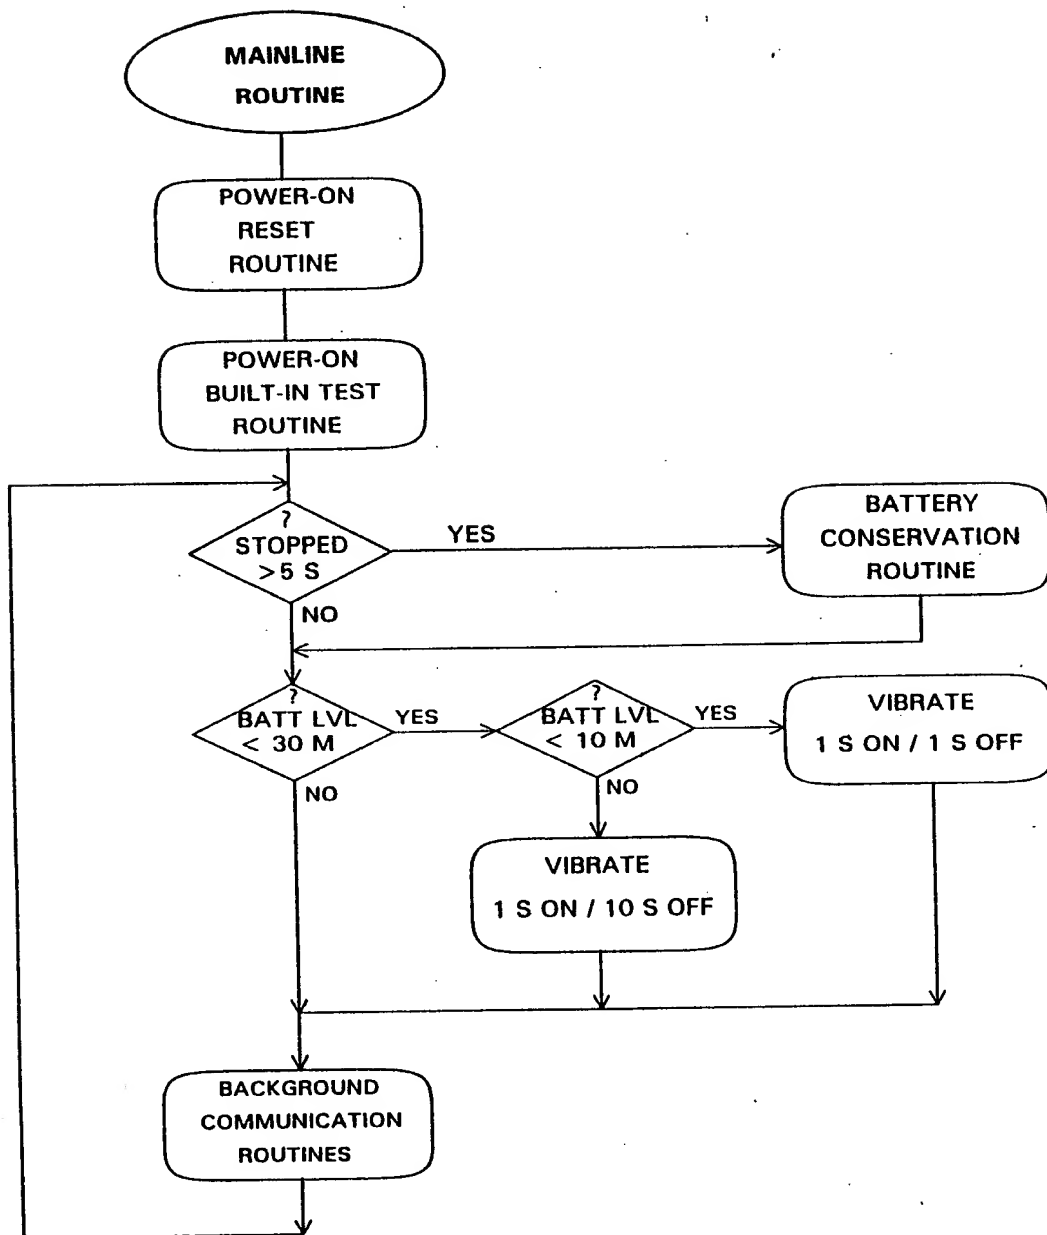 MAINLINE
ROUTINE
POWER-ON
RESET
ROUTINE
POWER-ON
BUILT-IN TEST
ROUTINE
?
STOPPED
>5 S
YES
BATTERY
CONSERVATION
ROUTINE
NO
?
BATT LVL
< 30 M
YES
?
BATT LVL
< 10 M
YES
VIBRATE
1 S ON / 1 S OFF
NO
NO
VIBRATE
1 S ON / 10 S OFF
BACKGROUND
COMMUNICATION
ROUTINES